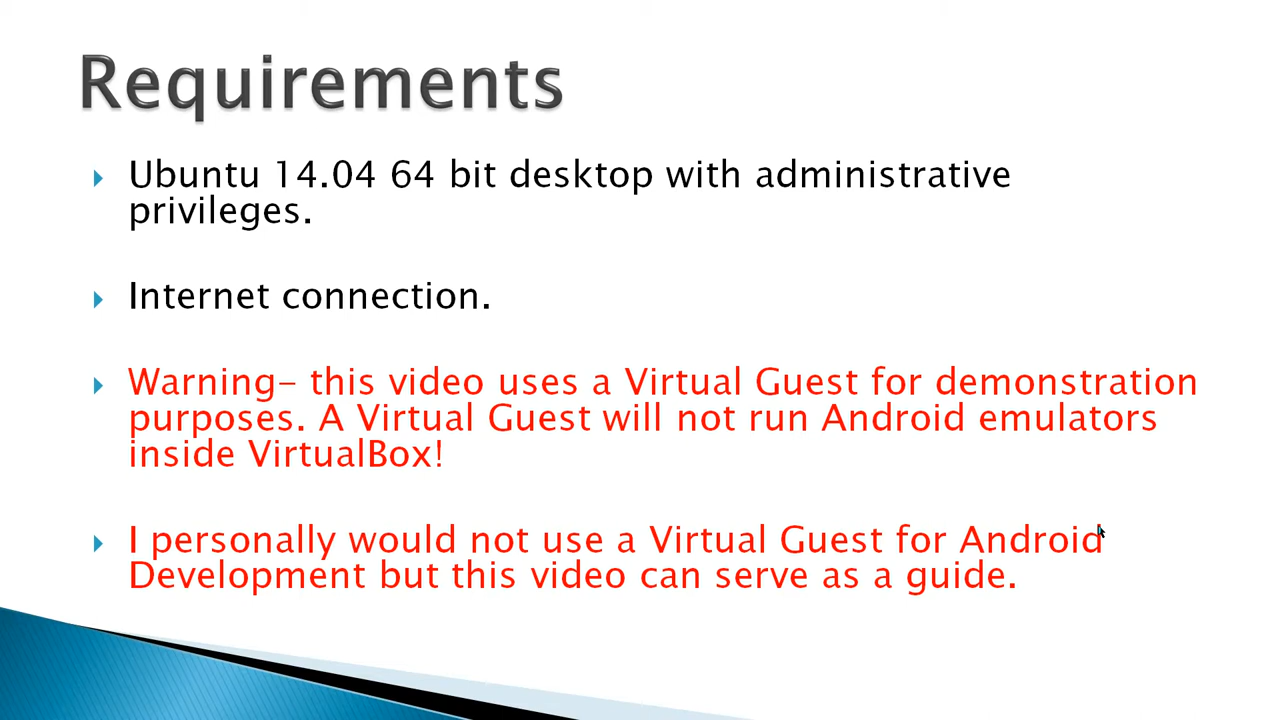 Requirements
Ubuntu 14.04 64 bit desktop with administrative
privileges.
Internet connection.
Warning- this video uses a Virtual Guest for demonstration
purposes. A Virtual Guest will not run Android emulators
inside VirtualBox!
I personally would not use a Virtual Guest for Android
Development but this video can serve as a guide.